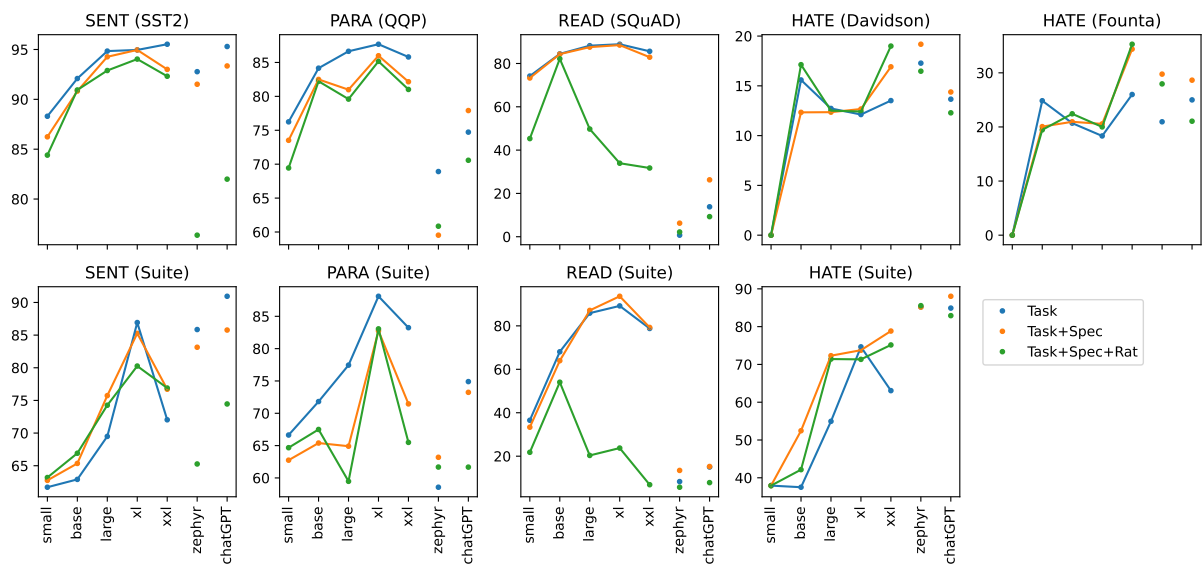 SENT (SST2)
95
90
85
80
PARA (QQP)
85
80
75
70
65
60
READ (SQuAD)
80
60
40
20
0
HATE (Davidson)
20
15
10
5
0
HATE (Founta)
30
20
10
0
SENT (Suite)
90
85
80
75
70
65
small
base
large
xl
xxl
zephyr
chatGPT
PARA (Suite)
85
80
75
70
65
60
small
base
large
xl
xxl
zephyr
chatGPT
READ (Suite)
80
60
40
20
small
base
large
xl
xxl
zephyr
chatGPT
HATE (Suite)
90
80
70
60
50
40
small
base
large
xl
xxl
zephyr
chatGPT
Task
Task+Spec
Task+Spec+Rat